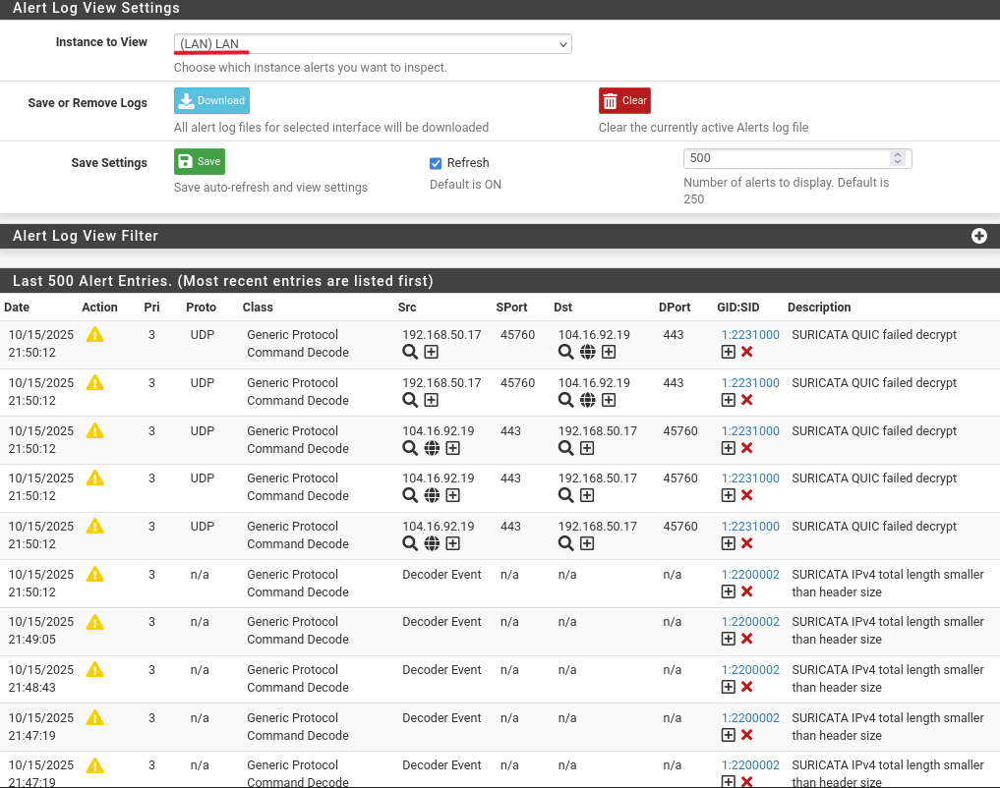 Alert Log View Settings
Instance to View
(LAN) LAN
Choose which instance alerts you want to inspect.
Save or Remove Logs
Download
Clear
All alert log files for selected interface will be downloaded
Clear the currently active Alerts log file
Save Settings
Save
Refresh
500
Save auto-refresh and view settings
Default is ON
Number of alerts to display. Default is
250
Alert Log View Filter
Last 500 Alert Entries. (Most recent entries are listed first)
Date Action Pri Proto Class Src SPort Dst DPort GID:SID Description
10/15/2025 3 UDP Generic Protocol 192.168.50.17 45760 104.16.92.19 443 1:2231000 SURICATA QUIC failed decrypt
21:50:12 Command Decode
10/15/2025 3 UDP Generic Protocol 192.168.50.17 45760 104.16.92.19 443 1:2231000 SURICATA QUIC failed decrypt
21:50:12 Command Decode
10/15/2025 3 UDP Generic Protocol 104.16.92.19 443 192.168.50.17 45760 1:2231000 SURICATA QUIC failed decrypt
21:50:12 Command Decode
10/15/2025 3 UDP Generic Protocol 104.16.92.19 443 192.168.50.17 45760 1:2231000 SURICATA QUIC failed decrypt
21:50:12 Command Decode
10/15/2025 3 UDP Generic Protocol 104.16.92.19 443 192.168.50.17 45760 1:2231000 SURICATA QUIC failed decrypt
21:50:12 Command Decode
10/15/2025 3 n/a Generic Protocol Decoder Event n/a n/a n/a 1:2200002 SURICATA IPv4 total length smaller
21:50:12 Command Decode than header size
10/15/2025 3 n/a Generic Protocol Decoder Event n/a n/a n/a 1:2200002 SURICATA IPv4 total length smaller
21:49:05 Command Decode than header size
10/15/2025 3 n/a Generic Protocol Decoder Event n/a n/a n/a 1:2200002 SURICATA IPv4 total length smaller
21:48:43 Command Decode than header size
10/15/2025 3 n/a Generic Protocol Decoder Event n/a n/a n/a 1:2200002 SURICATA IPv4 total length smaller
21:47:19 Command Decode than header size
10/15/2025 3 n/a Generic Protocol Decoder Event n/a n/a n/a 1:2200002 SURICATA IPv4 total length smaller
21:47:19 Command Decode than header size